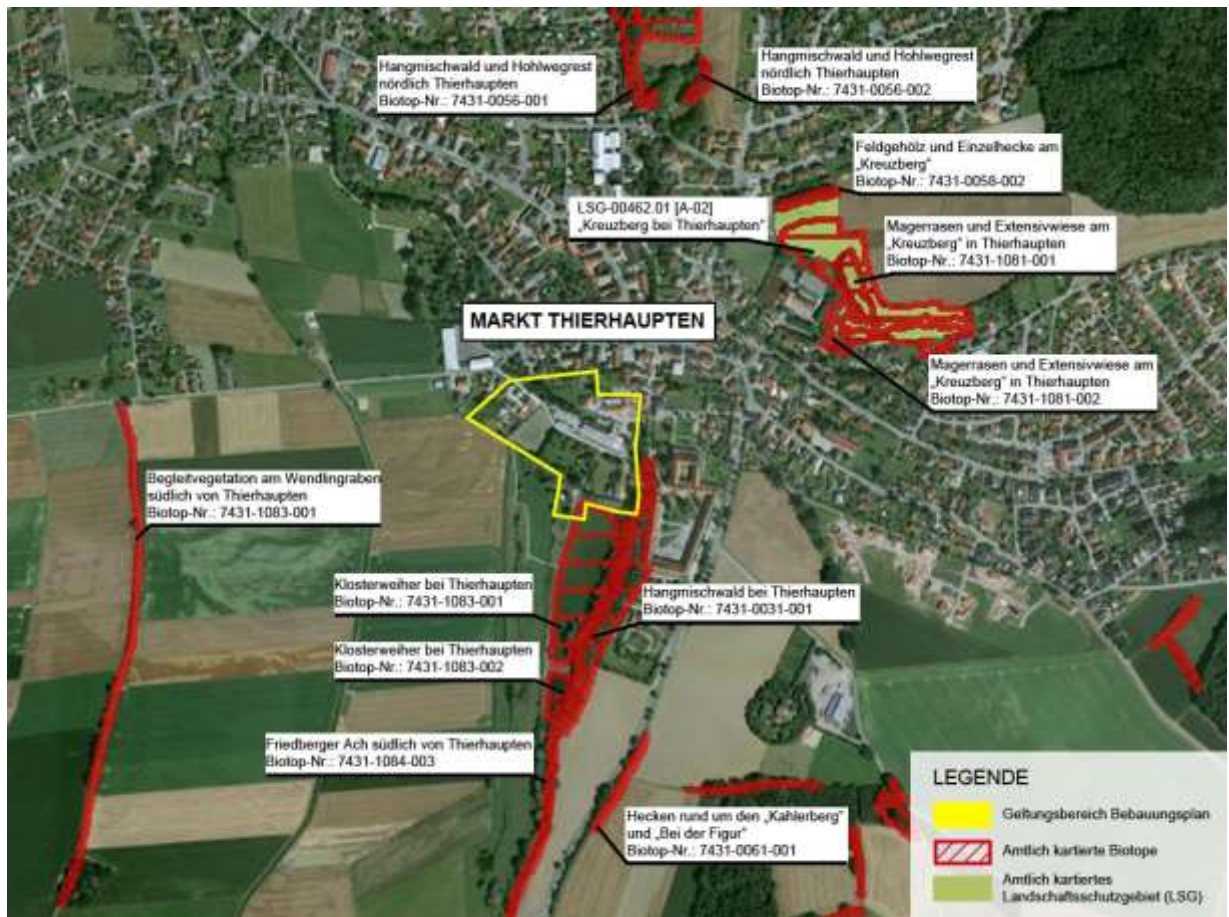 Hangmischwald und Hohlwegrest
nördlich Thierhaupten
Biotop-Nr.: 7431-0056-001
Hangmischwald und Hohlwegrest
nördlich Thierhaupten
Biotop-Nr.: 7431-0056-002
Feldgehölz und Einzelhecke am
„Kreuzberg"
Biotop-Nr.: 7431-0058-002
LSG-00462.01 [A-02]
„Kreuzberg bei Thierhaupten"
Magerrasen und Extensivwiese am
„Kreuzberg" in Thierhaupten
Biotop-Nr.: 7431-1081-001
MARKT THIERHAUPTEN
Magerrasen und Extensivwiese am
„Kreuzberg" in Thierhaupten
Biotop-Nr.: 7431-1081-002
Begleitvegetation am Wendlingraben
südlich von Thierhaupten
Biotop-Nr.: 7431-1083-001
Klosterweiher bei Thierhaupten
Biotop-Nr.: 7431-1083-001
Hangmischwald bei Thierhaupten
Biotop-Nr.: 7431-0031-001
Klosterweiher bei Thierhaupten
Biotop-Nr.: 7431-1083-002
Friedberger Ach südlich von Thierhaupten
Biotop-Nr.: 7431-1084-003
Hecken rund um den „Kahlerberg"
und „Bei der Figur"
Biotop-Nr.: 7431-0061-001
LEGENDE
Geltungsbereich Bebauungsplan
Amtlich kartierte Biotope
Amtlich kartiertes
Landschaftsschutzgebiet (LSG)